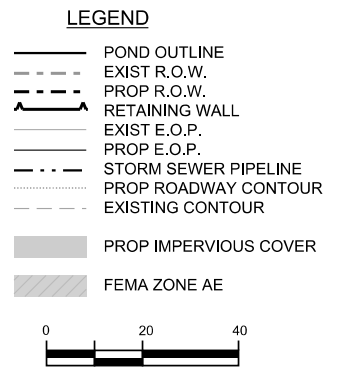 LEGEND
POND OUTLINE
EXIST R.O.W.
PROP R.O.W.
RETAINING WALL
EXIST E.O.P.
PROP E.O.P.
STORM SEWER PIPELINE
PROP ROADWAY CONTOUR
EXISTING CONTOUR
PROP IMPERVIOUS COVER
FEMA ZONE AE
0 20 40